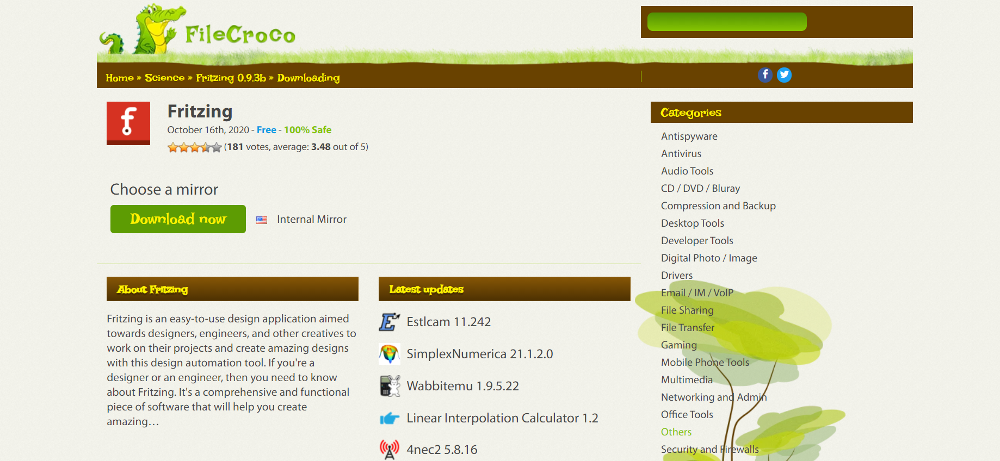 FileCroco
Home » Science » Fritzing 0.9.3b » Downloading
Fritzing
October 16th, 2020 - Free - 100% Safe
(181 votes, average: 3.48 out of 5)
Choose a mirror
Download now
Internal Mirror
About Fritzing
Fritzing is an easy-to-use design application aimed
towards designers, engineers, and other creatives to
work on their projects and create amazing designs
with this design automation tool. If you're a
designer or an engineer, then you need to know
about Fritzing. It's a comprehensive and functional
piece of software that will help you create
amazing…
Latest updates
Estlcam 11.242
SimplexNumerica 21.1.2.0
Wabbitemu 1.9.5.22
Linear Interpolation Calculator 1.2
4nec2 5.8.16
Categories
Antispyware
Antivirus
Audio Tools
CD / DVD / Bluray
Compression and Backup
Desktop Tools
Developer Tools
Digital Photo / Image
Drivers
Email / IM / VoIP
File Sharing
File Transfer
Gaming
Mobile Phone Tools
Multimedia
Networking and Admin
Office Tools
Others
Security and Firewalls